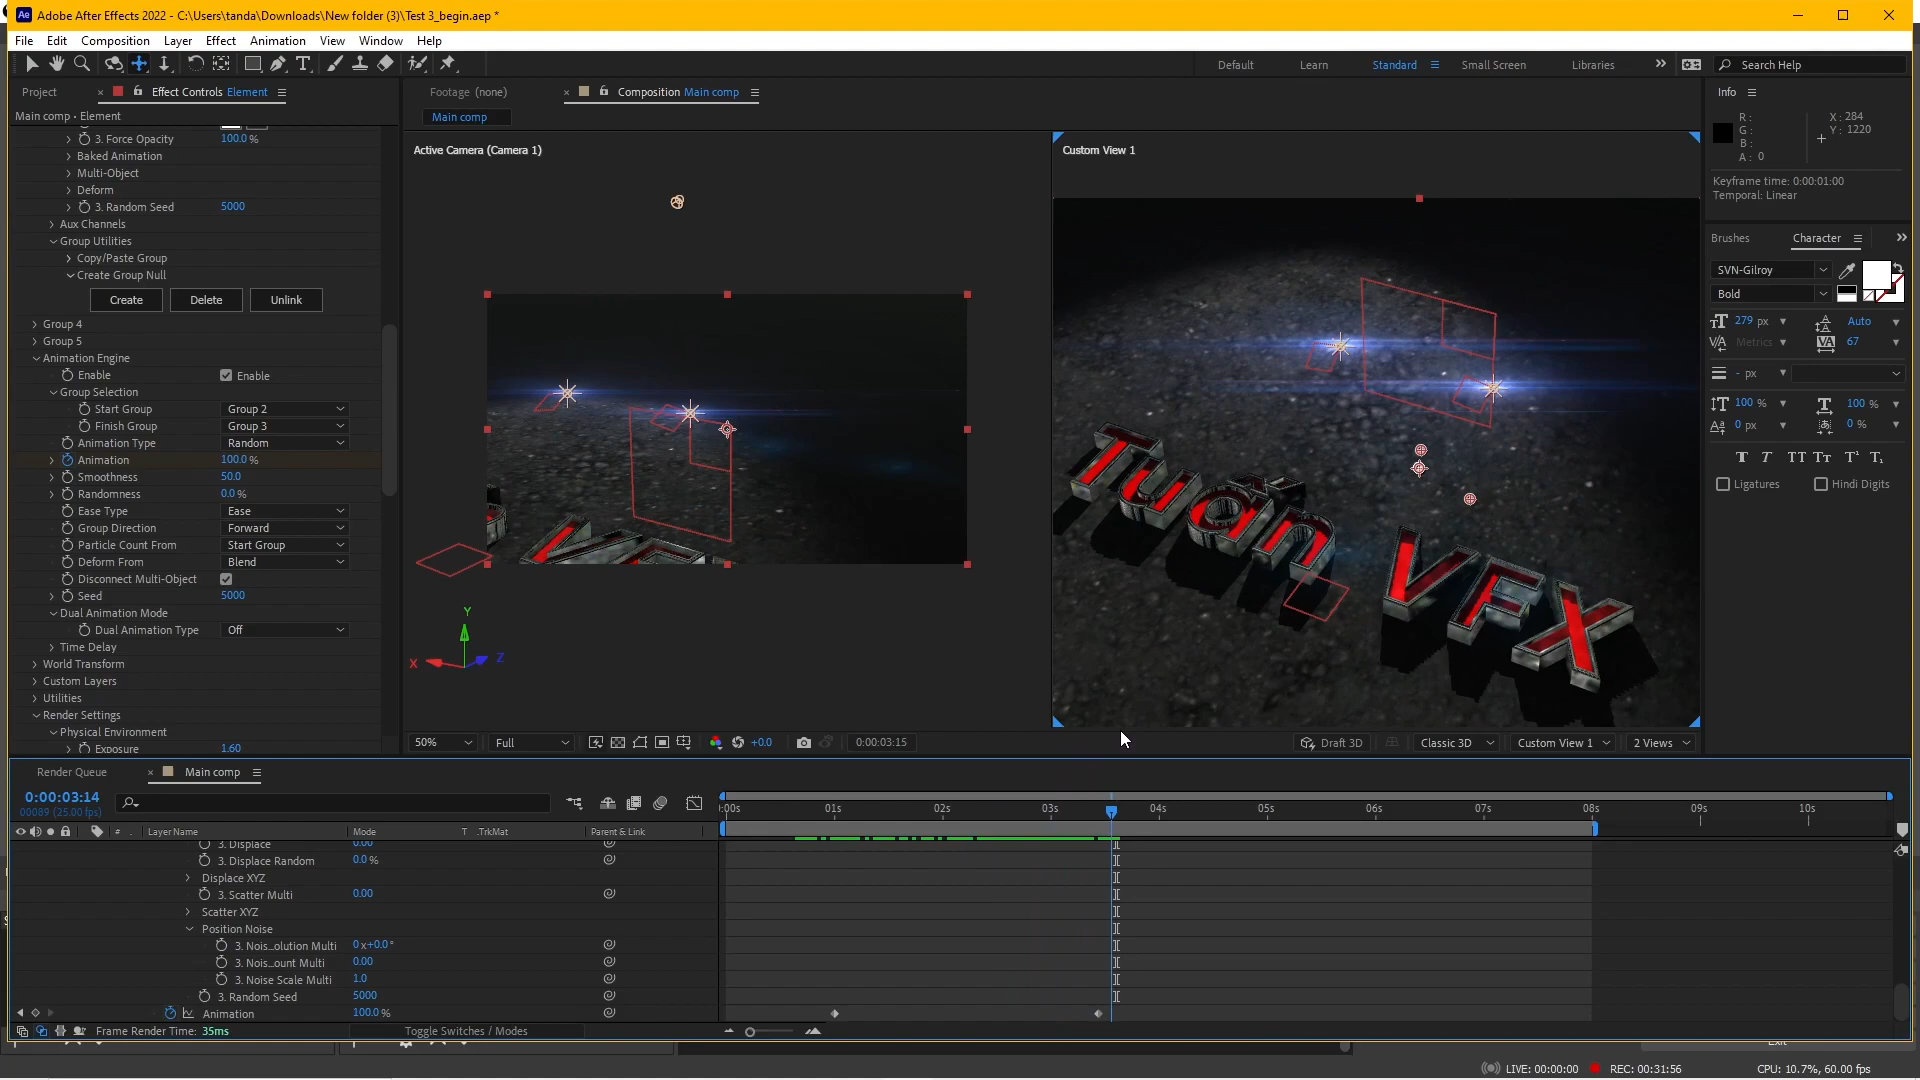 Adobe After Effects 2022 - C:\Users\tanda\Downloads\New folder (3)\Test 3_begin.aep *
File Edit Composition Layer Effect Animation View Window Help
Default Learn Standard Small Screen Libraries Search Help
Project Effect Controls Element
Footage (none) Composition Main comp
Info
Main comp • Element
Main comp
3. Force Opacity 100.0 %
Baked Animation
Multi-Object
Deform
3. Random Seed 5000
Aux Channels
Group Utilities
Copy/Paste Group
Create Group Null
Create Delete Unlink
Group 4
Group 5
Animation Engine
Enable Enable
Group Selection
Start Group Group 2
Finish Group Group 3
Animation Type Random
Animation 100.0 %
Smoothness 50.0
Randomness 0.0 %
Ease Type Ease
Group Direction Forward
Particle Count From Start Group
Deform From Blend
Disconnect Multi-Object
Seed 5000
Dual Animation Mode
Dual Animation Type Off
Time Delay
World Transform
Custom Layers
Utilities
Render Settings
Physical Environment
Exposure 1.60
Active Camera (Camera 1)
Y
X Z
VF
Custom View 1
Tuan VFX
R :
G :
B :
A : 0
X : 284
Y : 1220
Keyframe time: 0:00:01:00
Temporal: Linear
Brushes Character
SVN-Gilroy
Bold
279 px Auto
Metrics 67
- px
100 % 100 %
0 px 0 %
T T TT Tт T¹ T₁
Ligatures Hindi Digits
50% Full +0.0 0:00:03:15 Draft 3D Classic 3D Custom View 1 2 Views
Render Queue Main comp
0:00:03:14
00089 (25.00 fps)
:00s 01s 02s 03s 04s 05s 06s 07s 08s 09s 10s
# Layer Name Mode T .TrkMat Parent & Link
3. Displace 0.00
3. Displace Random 0.0 %
Displace XYZ
3. Scatter Multi 0.00
Scatter XYZ
Position Noise
3. Nois...olution Multi 0 x+0.0 °
3. Nois...ount Multi 0.00
3. Noise Scale Multi 1.0
3. Random Seed 5000
Animation 100.0 %
Frame Render Time: 35ms Toggle Switches / Modes
Exit
LIVE: 00:00:00 REC: 00:31:56 CPU: 10.7%, 60.00 fps